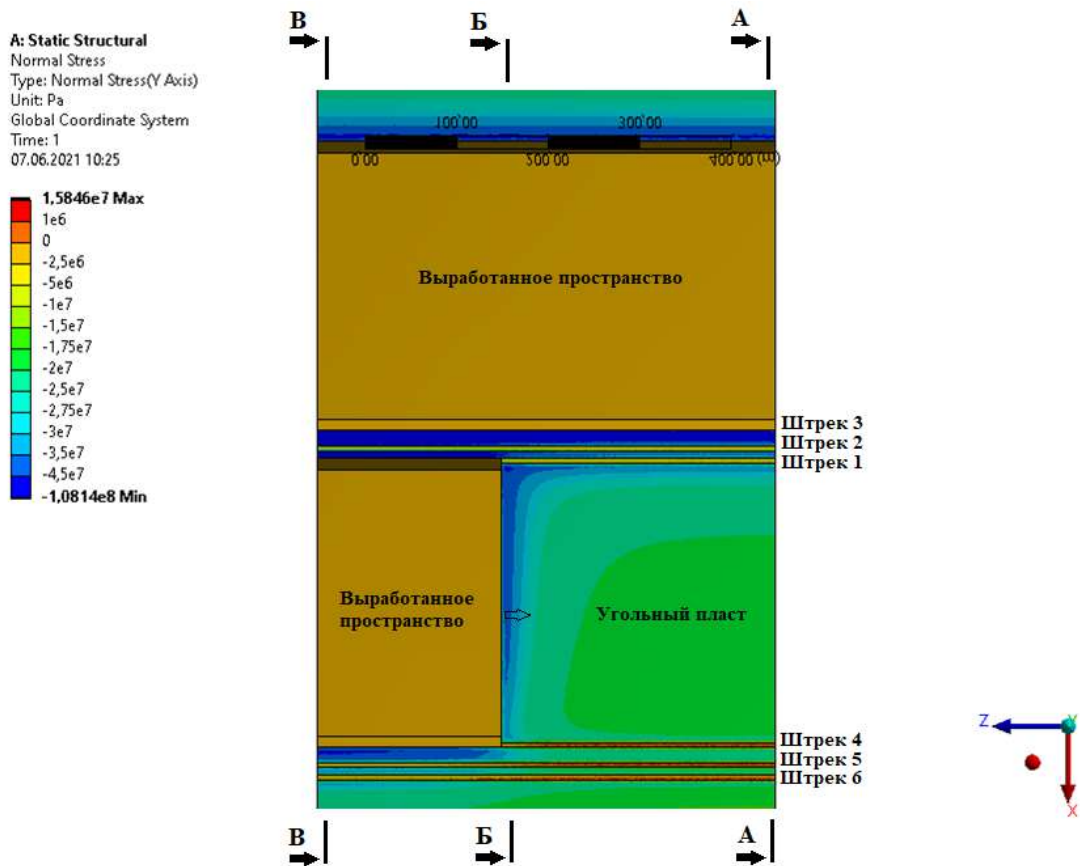 В Б А
A: Static Structural
Normal Stress
Type: Normal Stress(Y Axis)
Unit: Pa
Global Coordinate System
Time: 1
07.06.2021 10:25
1,5846e7 Max
1e6
0
-2,5e6
-5e6
-1e7
-1,5e7
-1,75e7
-2e7
-2,5e7
-2,75e7
-3e7
-3,5e7
-4,5e7
-1,0814e8 Min
100,00 300,00
0,00 200,00 400,00 (m)
Выработанное пространство
Штрек 3
Штрек 2
Штрек 1
Выработанное
пространство
Угольный пласт
Штрек 4
Штрек 5
Штрек 6
Z Y
X
В Б А